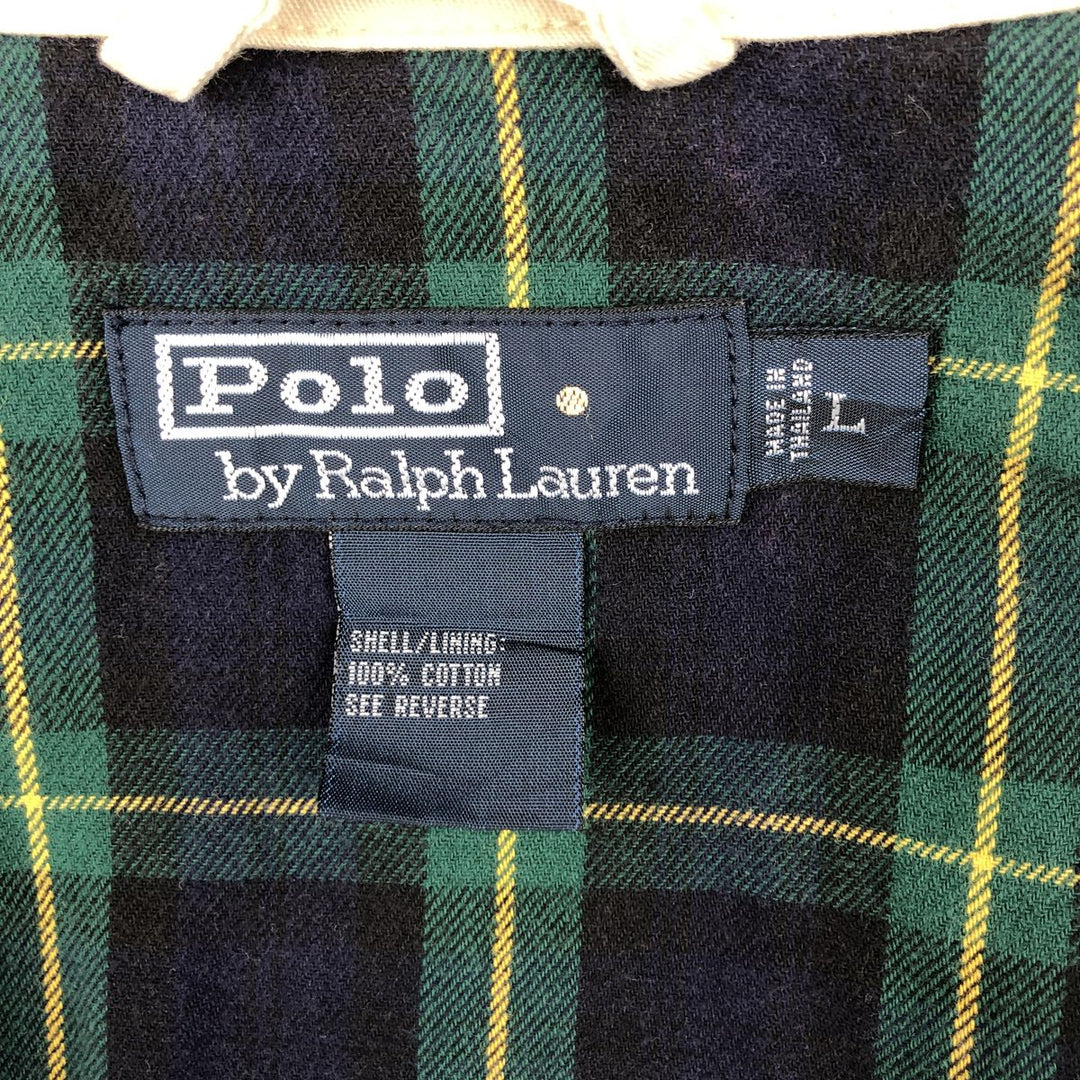 Polo
by Ralph Lauren
MADE IN
THAILAND
L
SHELL/LINING:
100% COTTON
SEE REVERSE